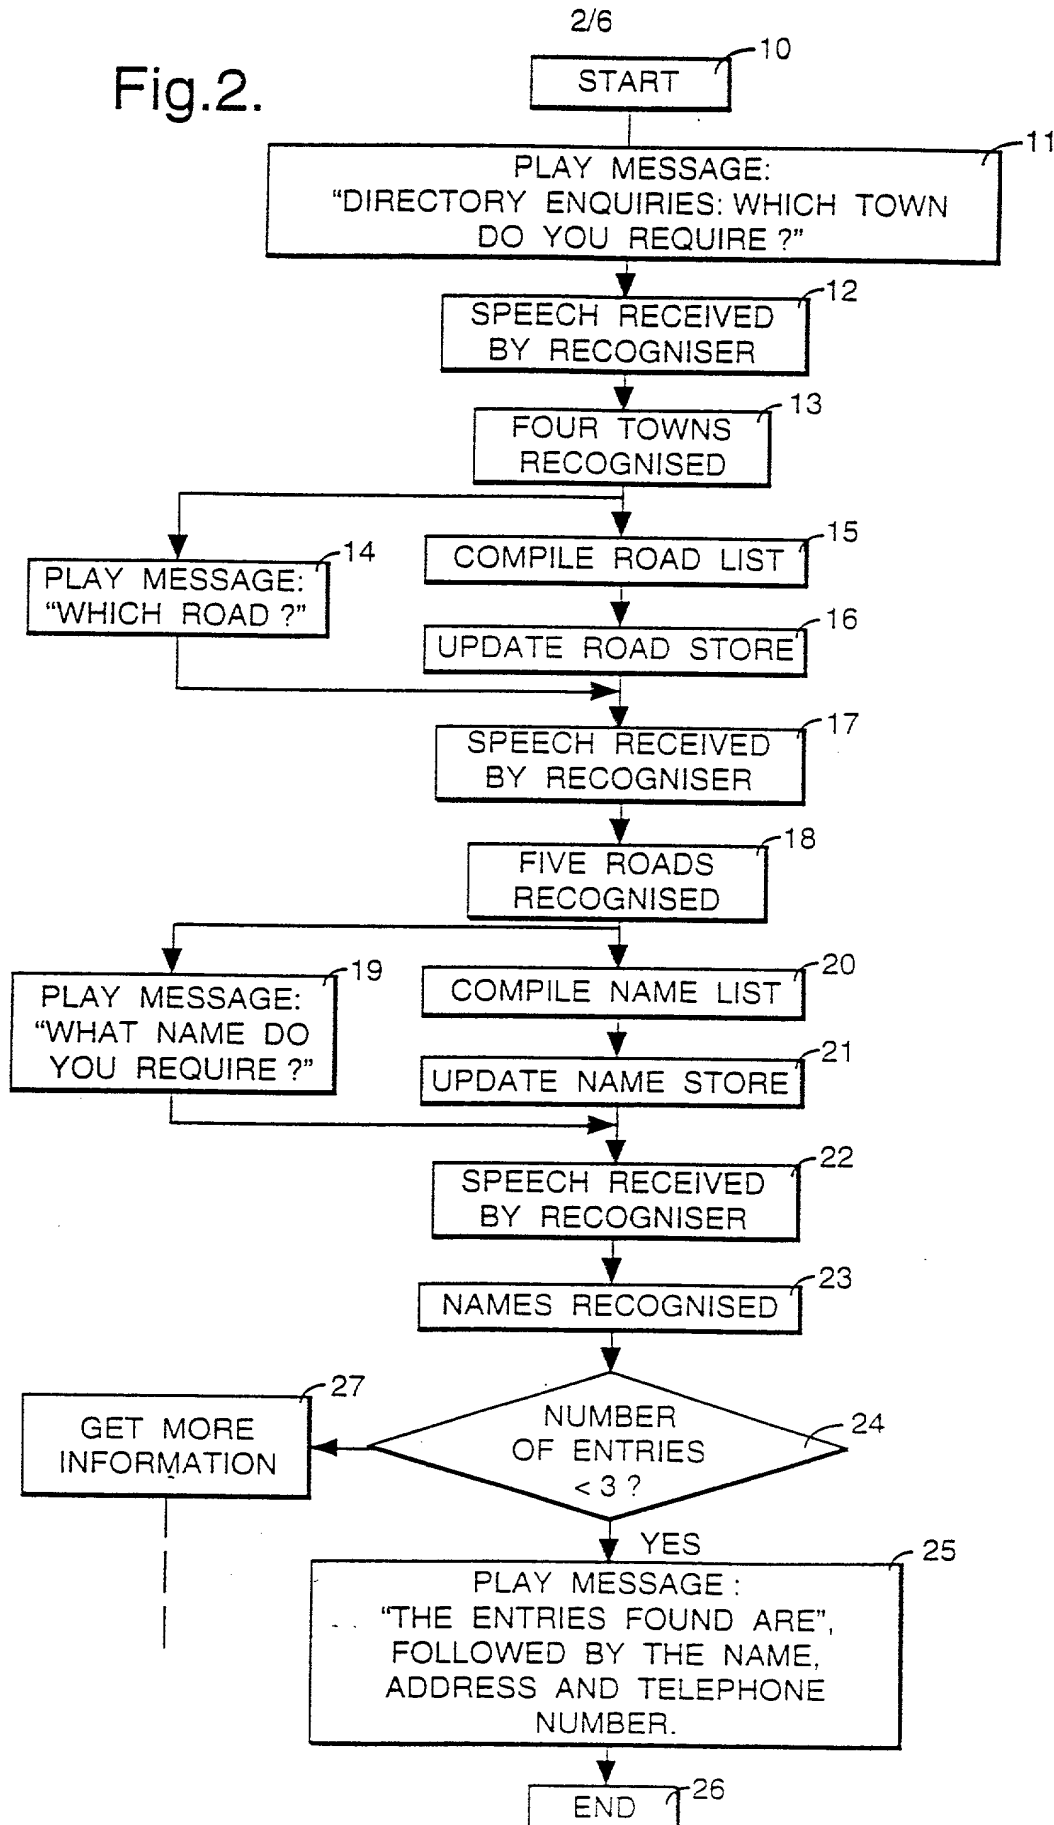 2/6
Fig.2.
10
START
11
PLAY MESSAGE:
“DIRECTORY ENQUIRIES: WHICH TOWN
DO YOU REQUIRE?”
12
SPEECH RECEIVED
BY RECOGNISER
13
FOUR TOWNS
RECOGNISED
14
PLAY MESSAGE:
“WHICH ROAD?”
15
COMPILE ROAD LIST
16
UPDATE ROAD STORE
17
SPEECH RECEIVED
BY RECOGNISER
18
FIVE ROADS
RECOGNISED
19
PLAY MESSAGE:
“WHAT NAME DO
YOU REQUIRE?”
20
COMPILE NAME LIST
21
UPDATE NAME STORE
22
SPEECH RECEIVED
BY RECOGNISER
23
NAMES RECOGNISED
24
NUMBER
OF ENTRIES
< 3 ?
27
GET MORE
INFORMATION
YES
25
PLAY MESSAGE:
“THE ENTRIES FOUND ARE”,
FOLLOWED BY THE NAME,
ADDRESS AND TELEPHONE
NUMBER.
26
END